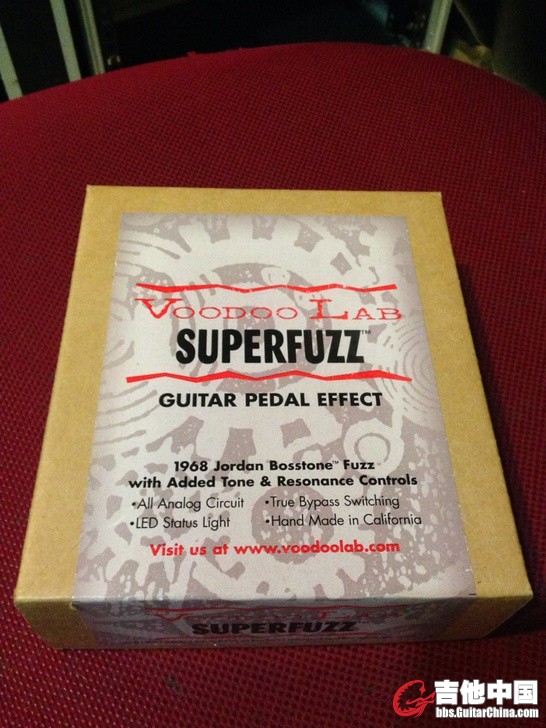 VOODOO LAB
SUPERFUZZ™
GUITAR PEDAL EFFECT
1968 Jordan Bosstone™ Fuzz
with Added Tone & Resonance Controls
•All Analog Circuit •True Bypass Switching
•LED Status Light •Hand Made in California
Visit us at www.voodoolab.com
SUPERFUZZ
吉他中国
bbs.GuitarChina.com